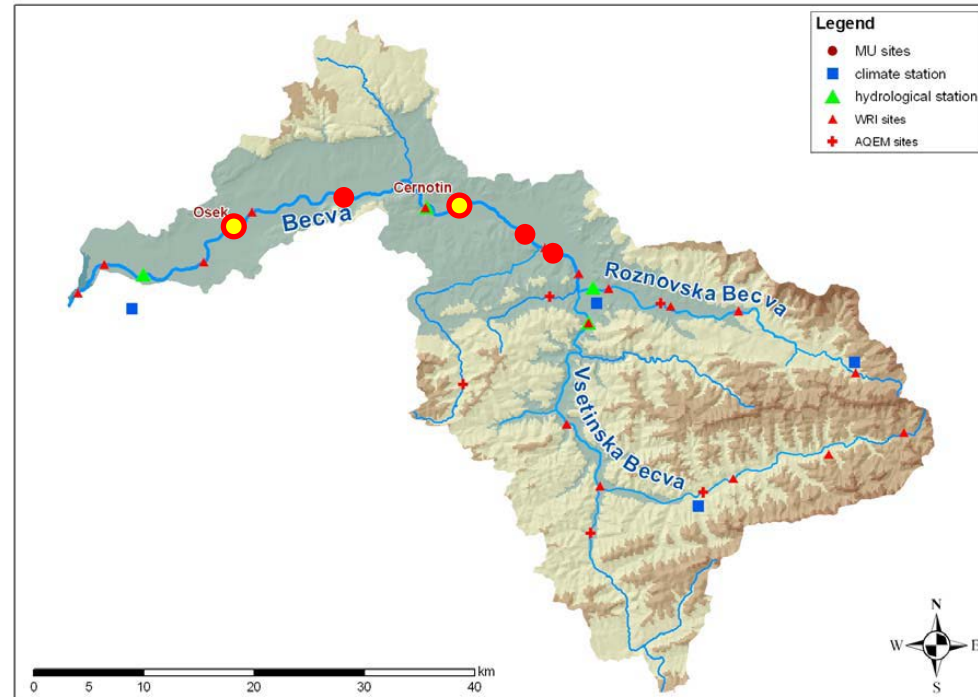 Legend
MU sites
climate station
hydrological station
WRI sites
AQEM sites
Cernotin
Osek
Becva
Roznovska Becva
Vsetinska Becva
km
0 5 10 20 30 40
N
W E
S